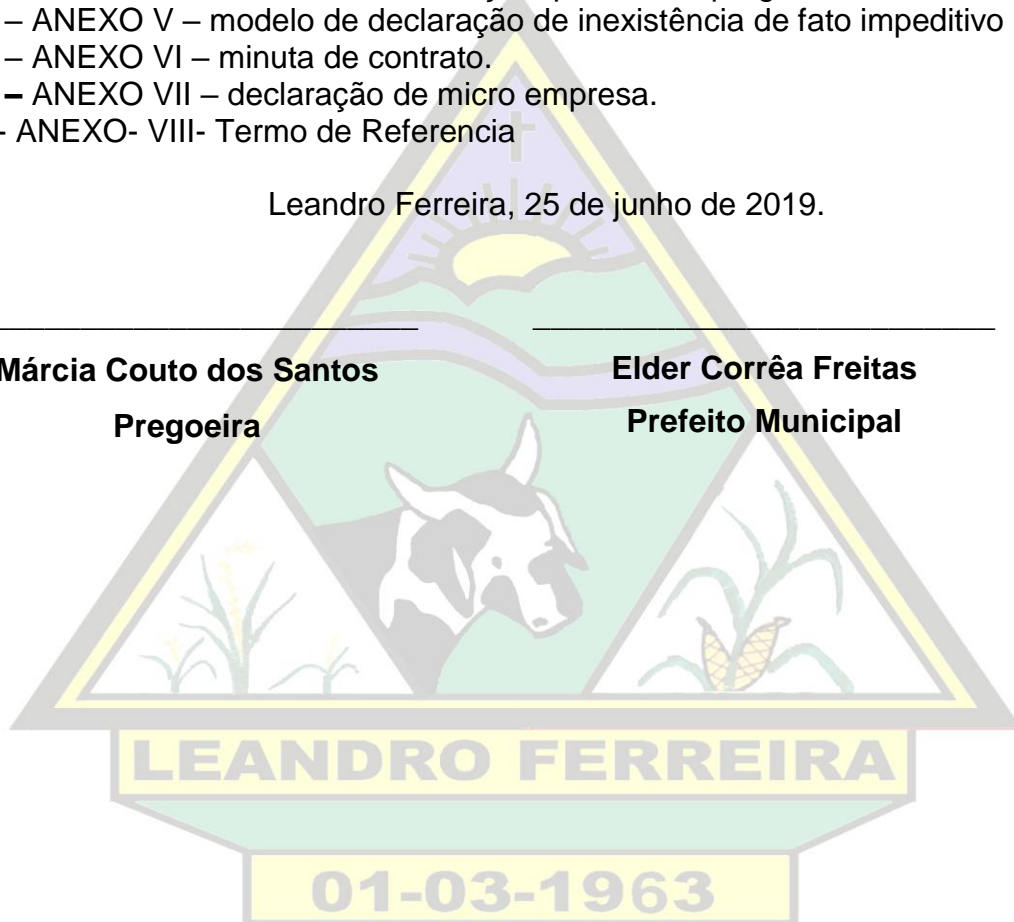 – ANEXO V – modelo de declaração de inexistência de fato impeditivo
– ANEXO VI – minuta de contrato.
– ANEXO VII – declaração de micro empresa.
- ANEXO- VIII- Termo de Referencia
Leandro Ferreira, 25 de junho de 2019.
Márcia Couto dos Santos
Elder Corrêa Freitas
Pregoeira
Prefeito Municipal
LEANDRO FERREIRA
01-03-1963